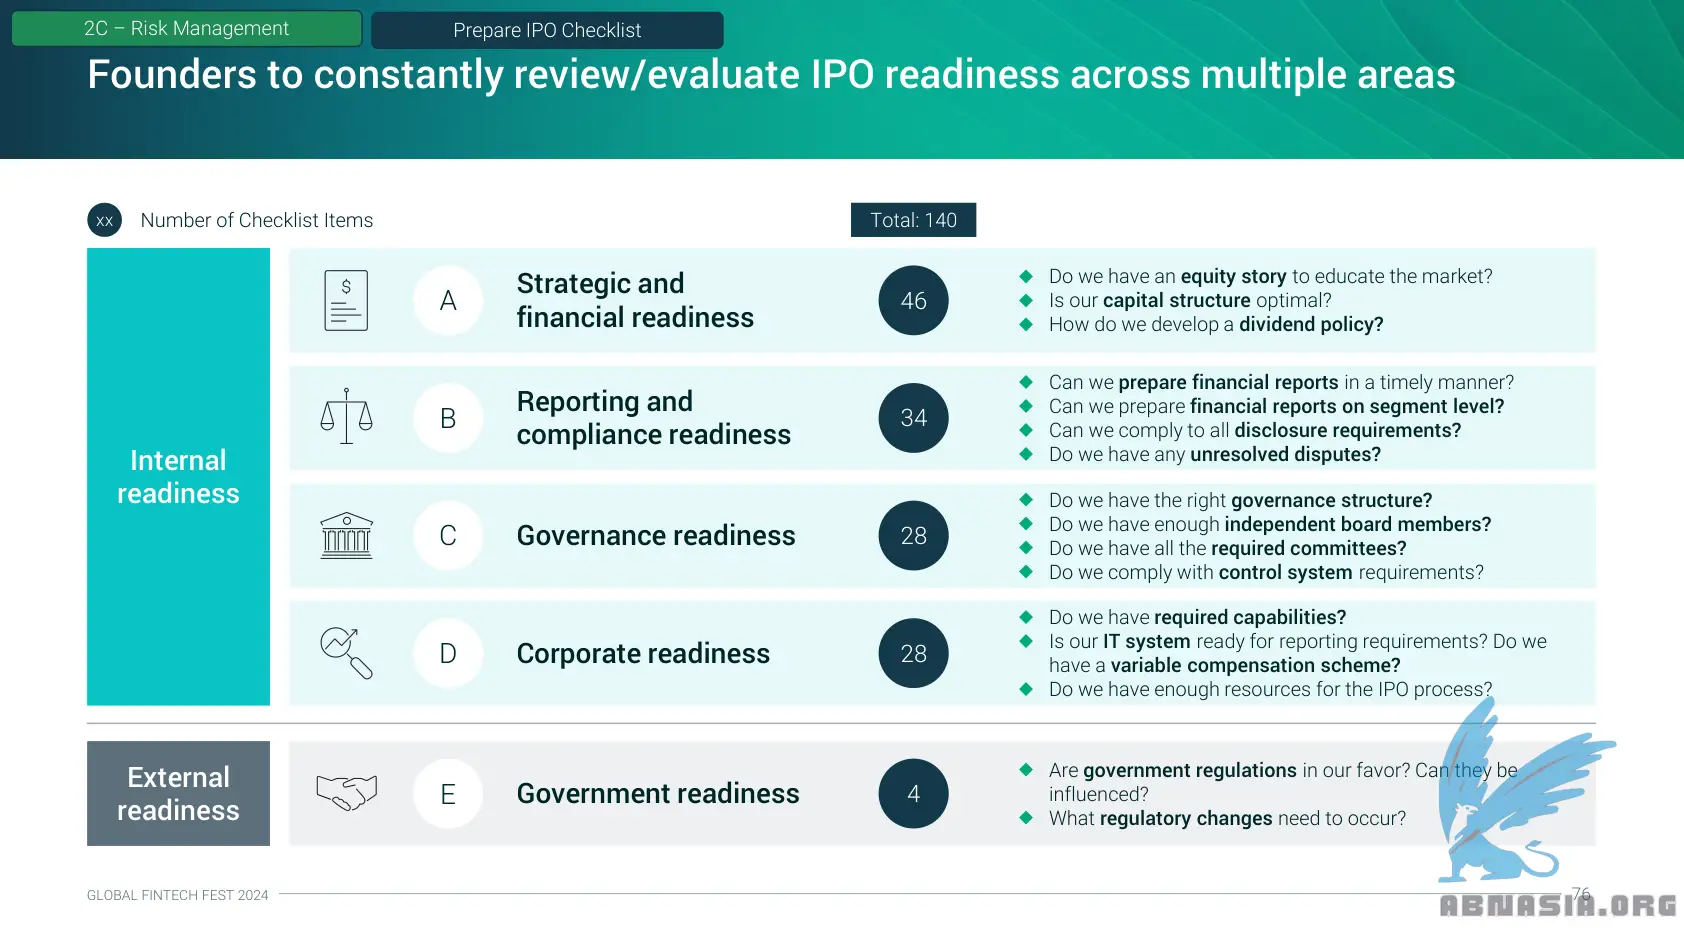 2C – Risk Management
Prepare IPO Checklist
Founders to constantly review/evaluate IPO readiness across multiple areas
xx
Number of Checklist Items
Total: 140
Internal
readiness
$
A
Strategic and
financial readiness
46
Do we have an equity story to educate the market?
Is our capital structure optimal?
How do we develop a dividend policy?
B
Reporting and
compliance readiness
34
Can we prepare financial reports in a timely manner?
Can we prepare financial reports on segment level?
Can we comply to all disclosure requirements?
Do we have any unresolved disputes?
C
Governance readiness
28
Do we have the right governance structure?
Do we have enough independent board members?
Do we have all the required committees?
Do we comply with control system requirements?
D
Corporate readiness
28
Do we have required capabilities?
Is our IT system ready for reporting requirements? Do we
have a variable compensation scheme?
Do we have enough resources for the IPO process?
External
readiness
E
Government readiness
4
Are government regulations in our favor? Can they be
influenced?
What regulatory changes need to occur?
GLOBAL FINTECH FEST 2024
76
ABNASIA.ORG